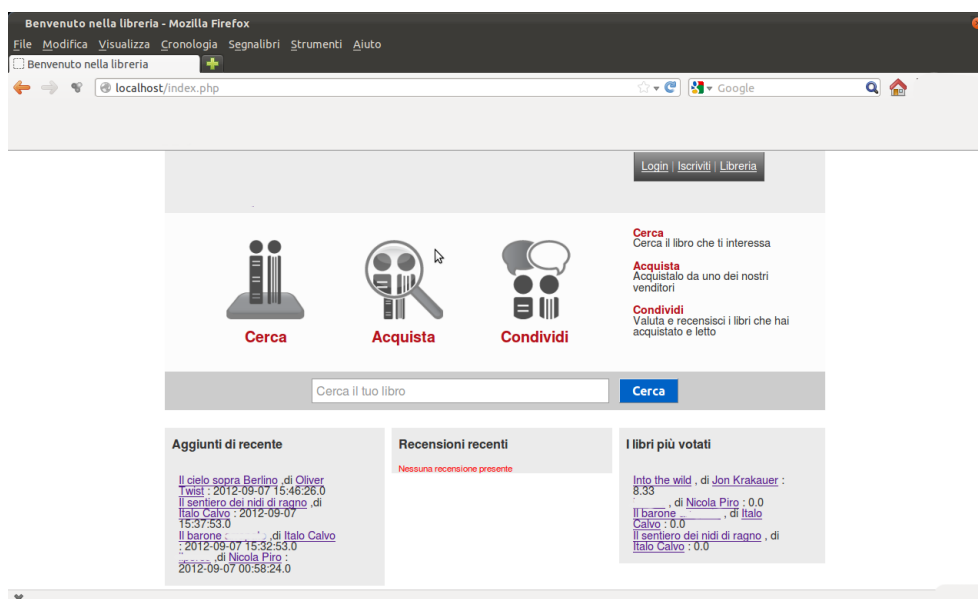 Benvenuto nella libreria - Mozilla Firefox
File Modifica Visualizza Cronologia Segnalibri Strumenti Aiuto
Benvenuto nella libreria
localhost/index.php
Google
Login | Iscriviti | Libreria
Cerca
Acquista
Condividi
Cerca
Cerca il libro che ti interessa
Acquista
Acquistalo da uno dei nostri
venditori
Condividi
Valuta e recensisci i libri che hai
acquistato e letto
Cerca il tuo libro
Cerca
Aggiunti di recente
Il cielo sopra Berlino ,di Oliver
Twist : 2012-09-07 15:46:26.0
Il sentiero dei nidi di ragno ,di
Italo Calvo : 2012-09-07
15:37:53.0
Il barone ,di Italo Calvo
: 2012-09-07 15:32:53.0
,di Nicola Piro :
2012-09-07 00:58:24.0
Recensioni recenti
Nessuna recensione presente
I libri più votati
Into the wild , di Jon Krakauer :
8.33
, di Nicola Piro : 0.0
Il barone , di Italo
Calvo : 0.0
Il sentiero dei nidi di ragno , di
Italo Calvo : 0.0